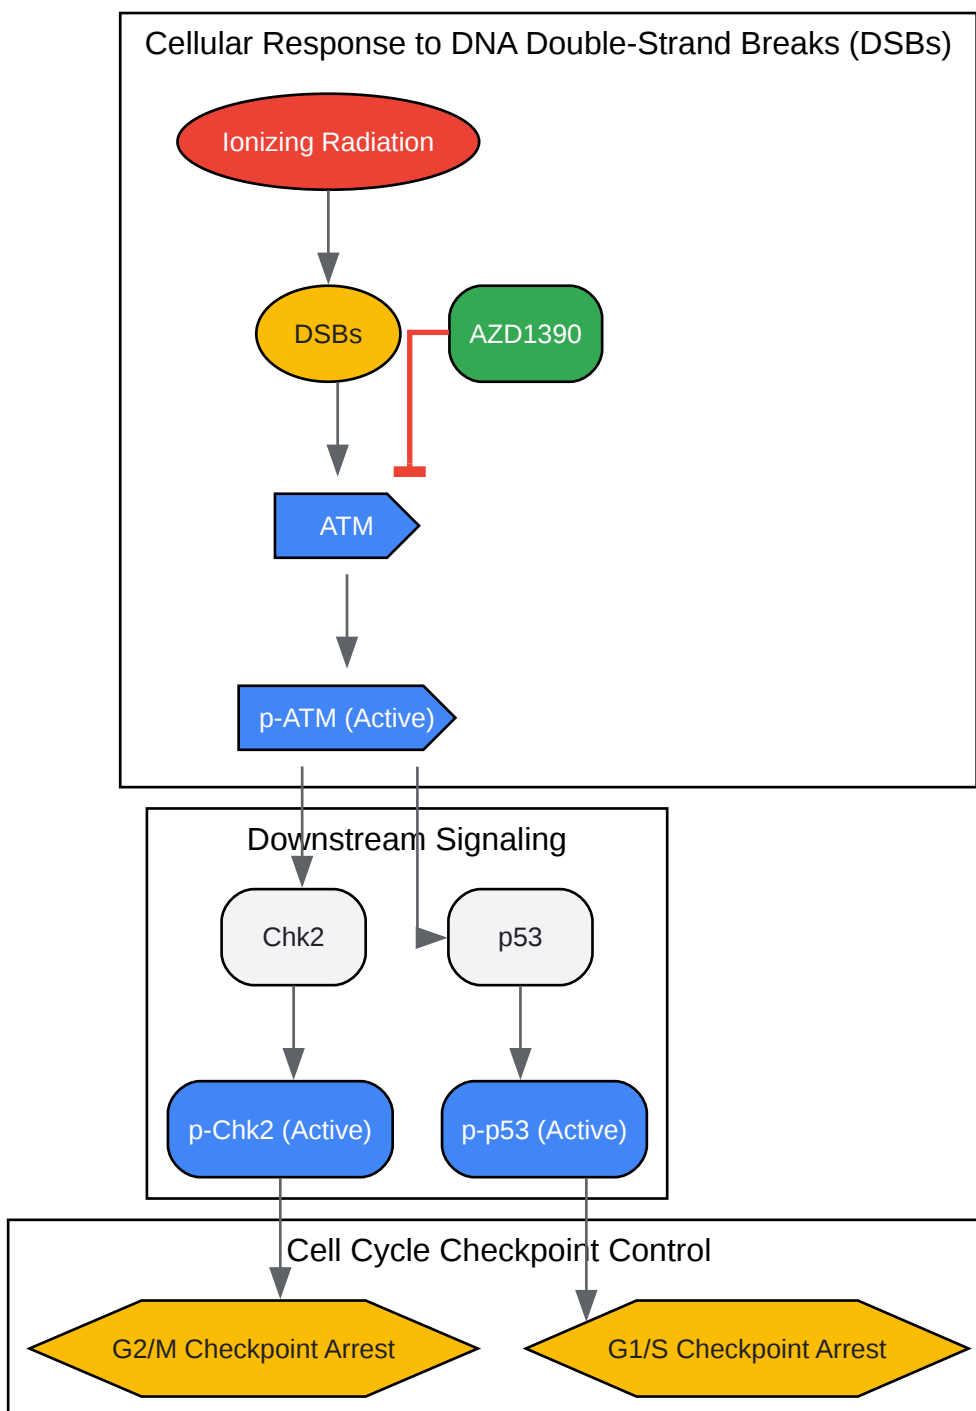 Cellular Response to DNA Double-Strand Breaks (DSBs)
Ionizing Radiation
DSBs
AZD1390
ATM
p-ATM (Active)
Downstream Signaling
Chk2
p53
p-Chk2 (Active)
p-p53 (Active)
Cell Cycle Checkpoint Control
G2/M Checkpoint Arrest
G1/S Checkpoint Arrest